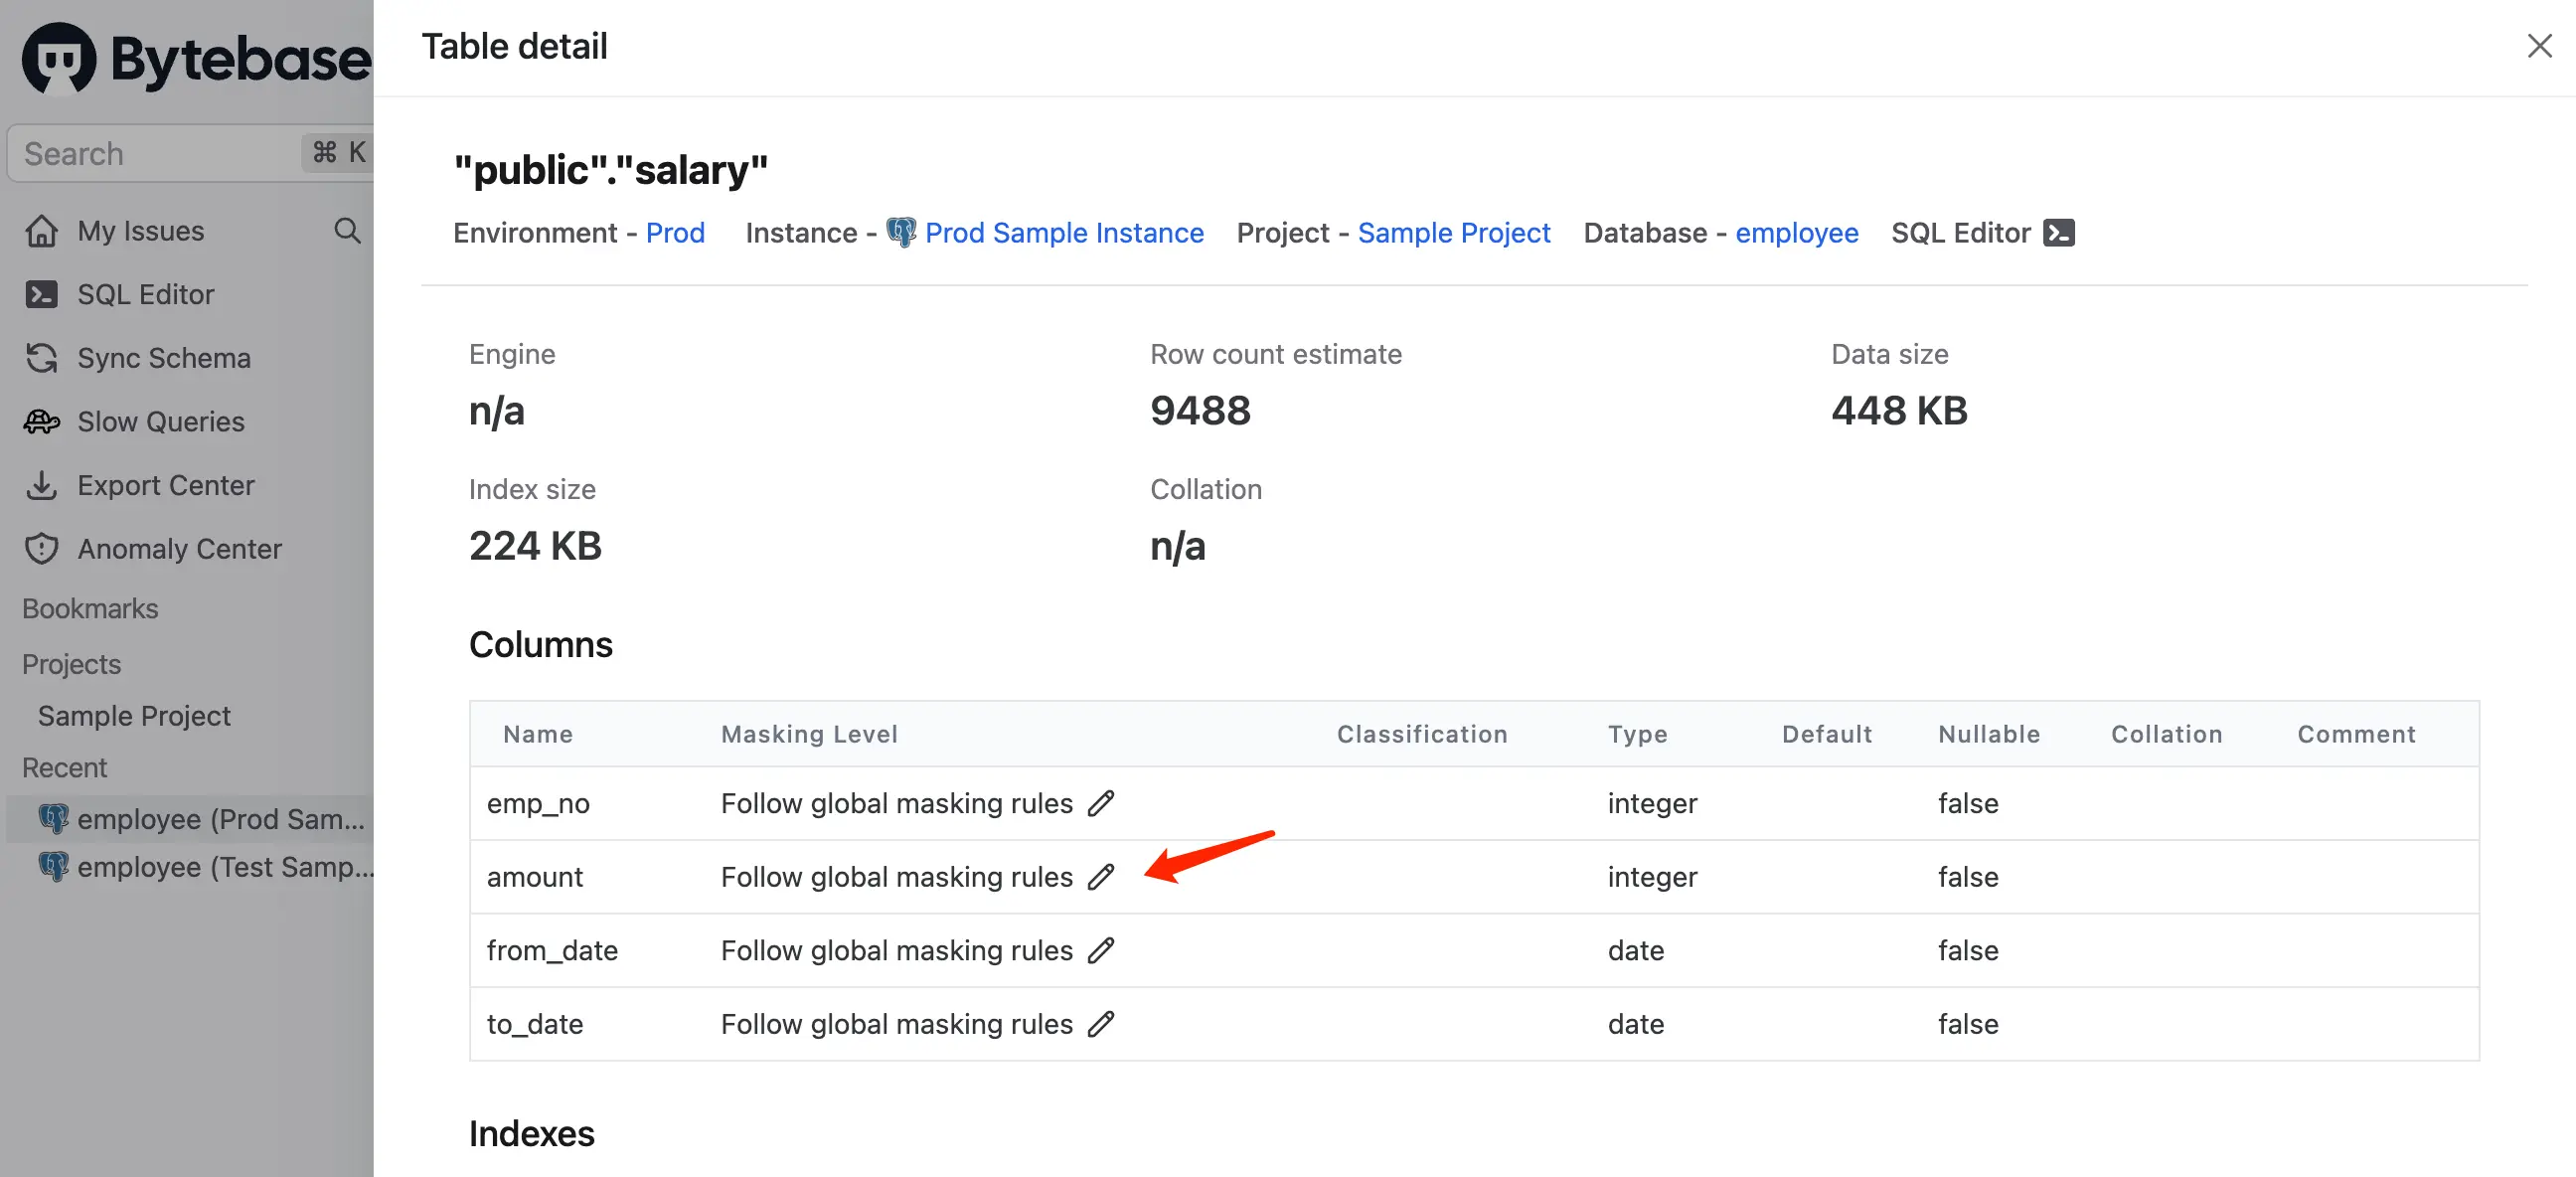 Bytebase
Search ⌘ K
My Issues
SQL Editor
Sync Schema
Slow Queries
Export Center
Anomaly Center
Bookmarks
Projects
Sample Project
Recent
employee (Prod Sam...
employee (Test Samp...
Table detail
"public"."salary"
Environment - Prod Instance - Prod Sample Instance Project - Sample Project Database - employee SQL Editor
Engine Row count estimate Data size
n/a 9488 448 KB
Index size Collation
224 KB n/a
Columns
Name Masking Level Classification Type Default Nullable Collation Comment
emp_no Follow global masking rules integer false
amount Follow global masking rules integer false
from_date Follow global masking rules date false
to_date Follow global masking rules date false
Indexes